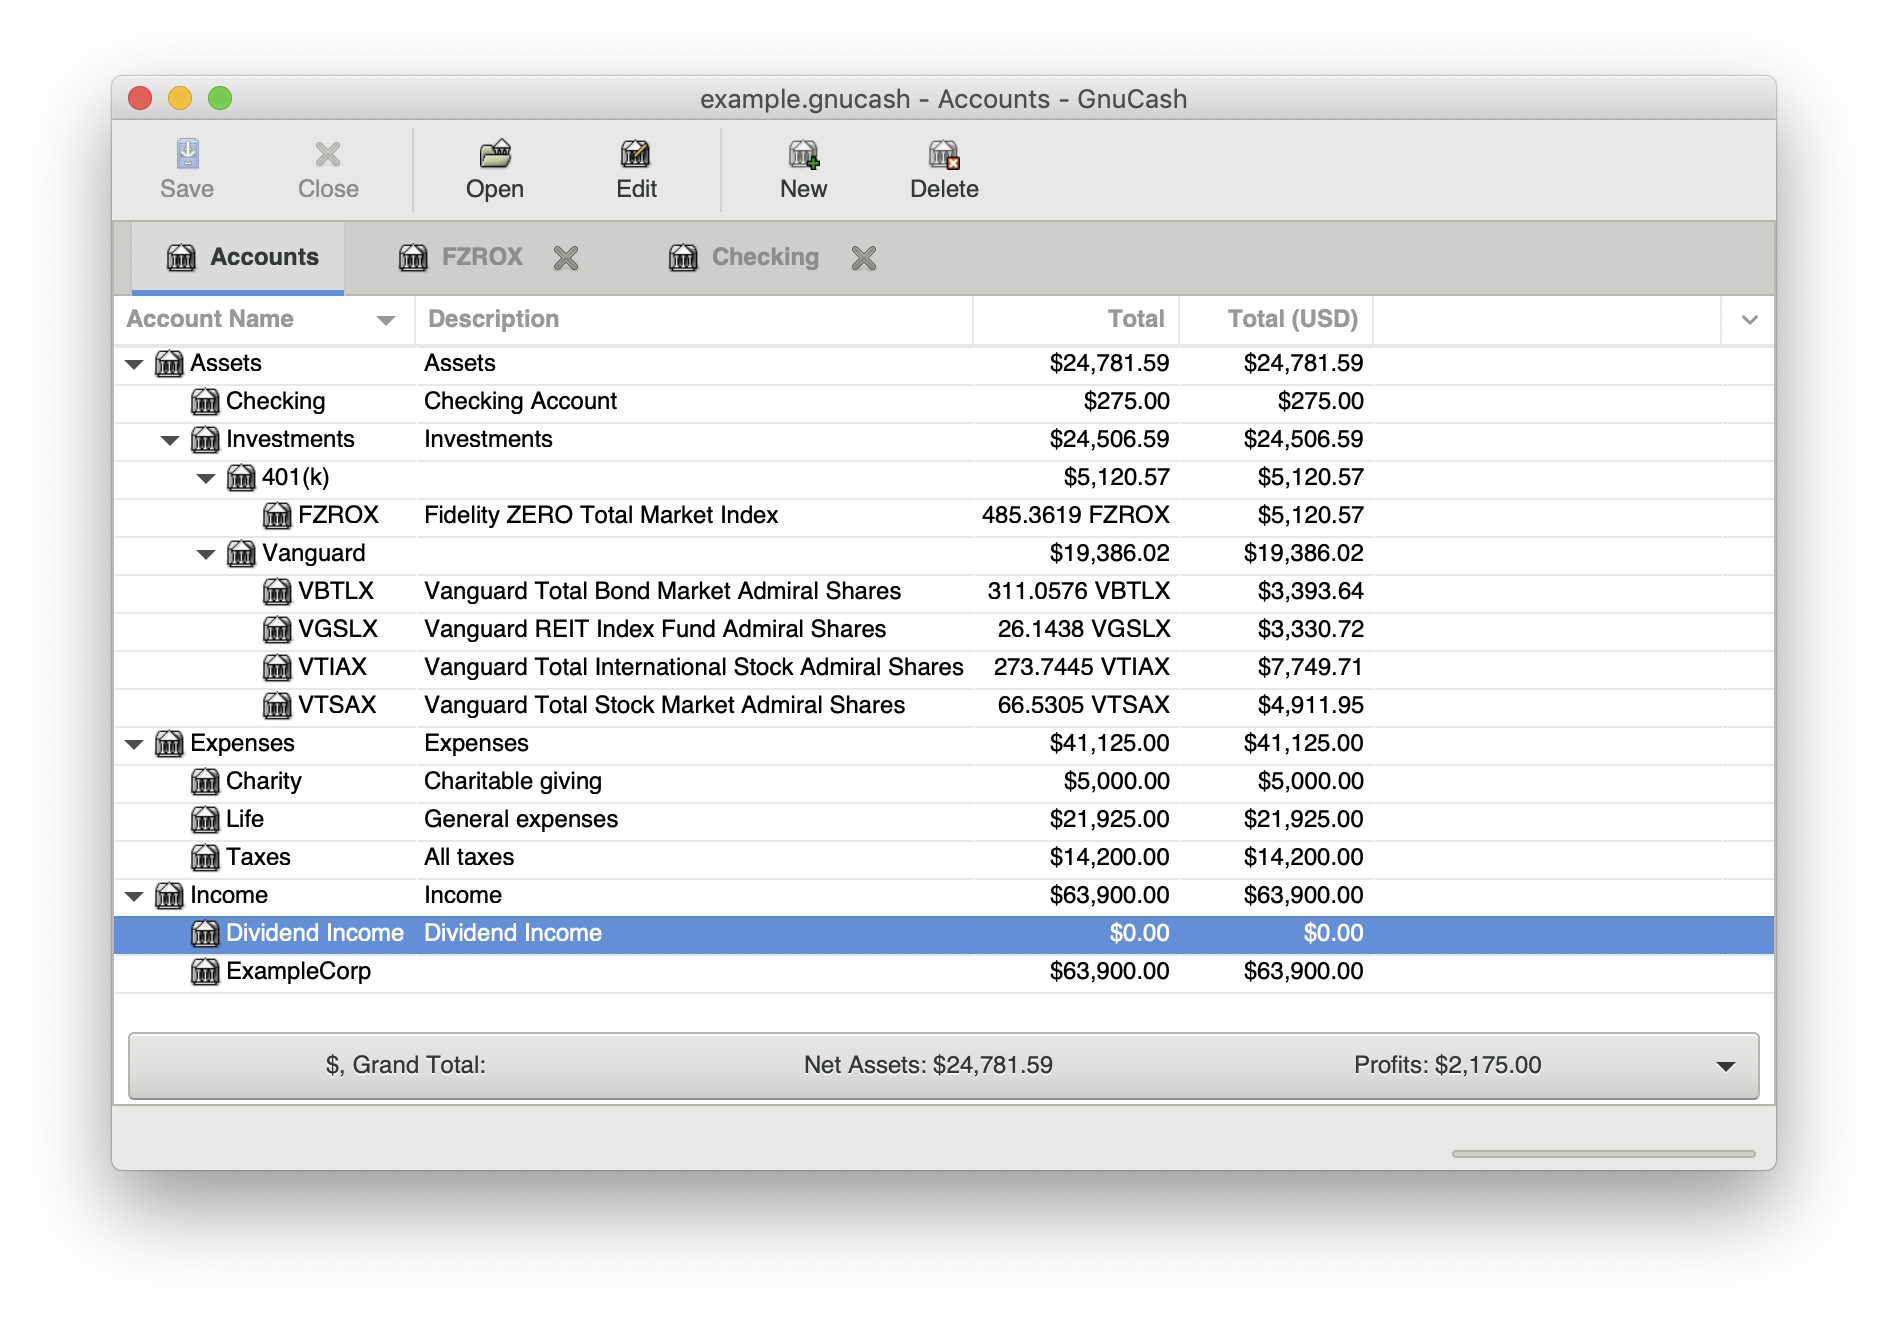 example.gnucash - Accounts - GnuCash
Save Close Open Edit New Delete
Accounts FZROX Checking
Account Name Description Total Total (USD)
Assets Assets $24,781.59 $24,781.59
Checking Checking Account $275.00 $275.00
Investments Investments $24,506.59 $24,506.59
401(k) $5,120.57 $5,120.57
FZROX Fidelity ZERO Total Market Index 485.3619 FZROX $5,120.57
Vanguard $19,386.02 $19,386.02
VBTLX Vanguard Total Bond Market Admiral Shares 311.0576 VBTLX $3,393.64
VGSLX Vanguard REIT Index Fund Admiral Shares 26.1438 VGSLX $3,330.72
VTIAX Vanguard Total International Stock Admiral Shares 273.7445 VTIAX $7,749.71
VTSAX Vanguard Total Stock Market Admiral Shares 66.5305 VTSAX $4,911.95
Expenses Expenses $41,125.00 $41,125.00
Charity Charitable giving $5,000.00 $5,000.00
Life General expenses $21,925.00 $21,925.00
Taxes All taxes $14,200.00 $14,200.00
Income Income $63,900.00 $63,900.00
Dividend Income Dividend Income $0.00 $0.00
ExampleCorp $63,900.00 $63,900.00
$, Grand Total: Net Assets: $24,781.59 Profits: $2,175.00